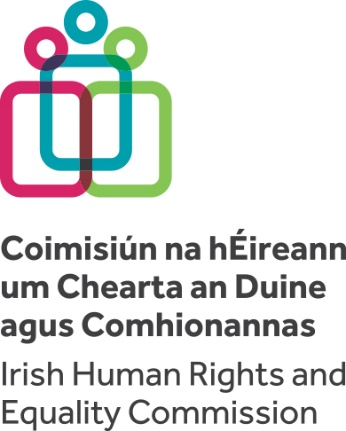 Coimisiún na hÉireann
um Chearta an Duine
agus Comhionannas
Irish Human Rights and
Equality Commission